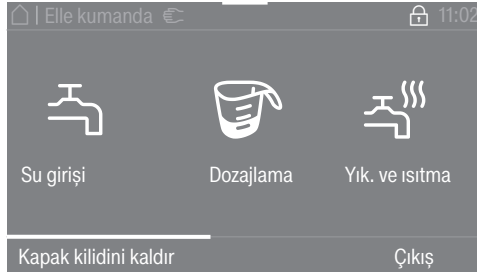 | Elle kumanda 11:02
Su girişi Dozajlama Yık. ve ısıtma
Kapak kilidini kaldır Çıkış